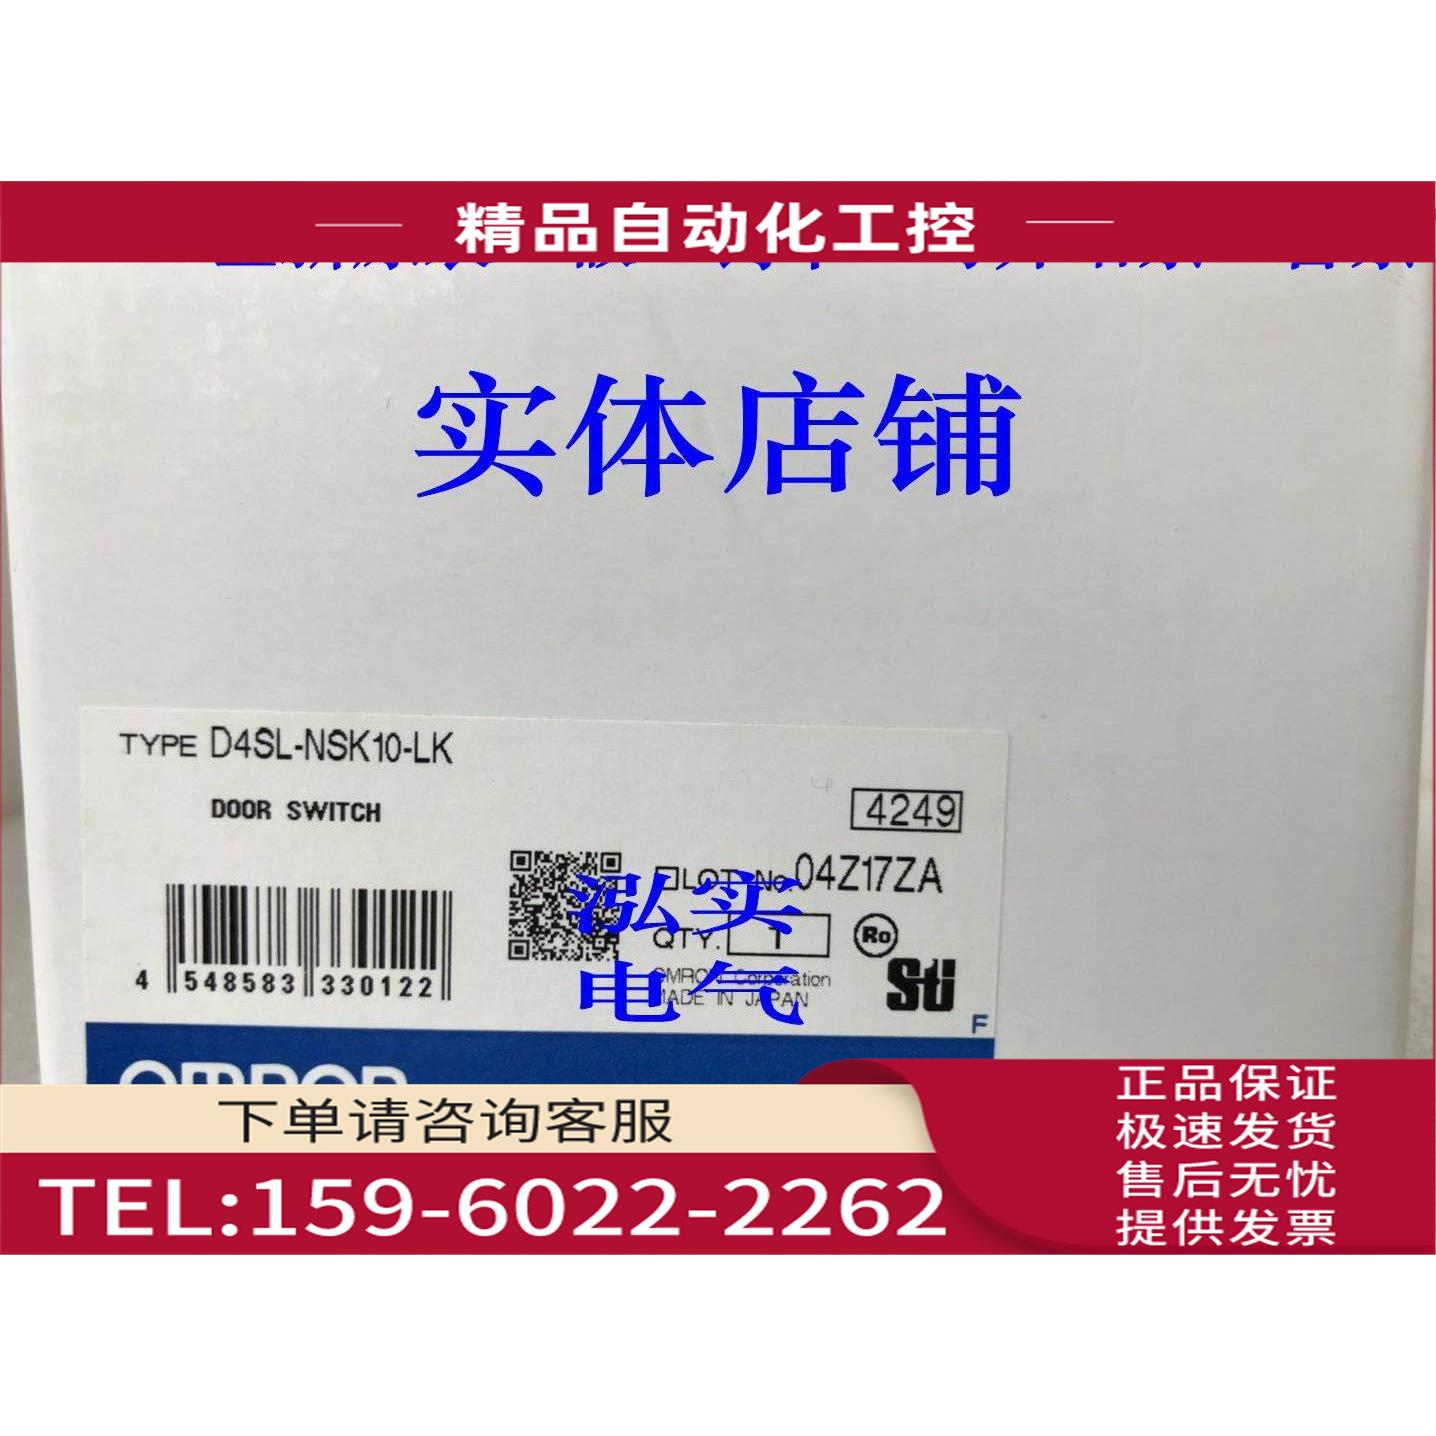 精品自动化工控
实体店铺
TYPE D4SL-NSK10-LK
DOOR SWITCH
4249
LOT No. 04Z17ZA
QTY. 1
Ro
OMRON Corporation
MADE IN JAPAN
Sti
F
4 548583 330122
泓实
电气
OMRON
下单请咨询客服
TEL:159-6022-2262
正品保证
极速发货
售后无忧
提供发票